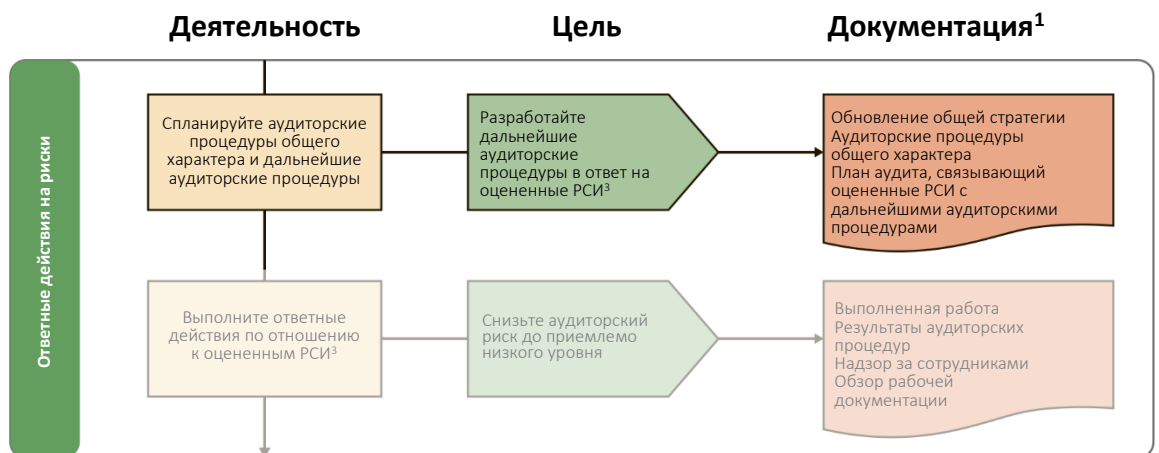 Деятельность
Цель
Документация¹
Ответные действия на риски
Спланируйте аудиторские
процедуры общего
характера и дальнейшие
аудиторские процедуры
Разработайте
дальнейшие
аудиторские
процедуры в ответ на
оцененные РСИ³
Обновление общей стратегии
Аудиторские процедуры
общего характера
План аудита, связывающий
оцененные РСИ с
дальнейшими аудиторскими
процедурами
Выполните ответные
действия по отношению
к оцененным РСИ³
Снизьте аудиторский
риск до приемлемо
низкого уровня
Выполненная работа
Результаты аудиторских
процедур
Надзор за сотрудниками
Обзор рабочей
документации